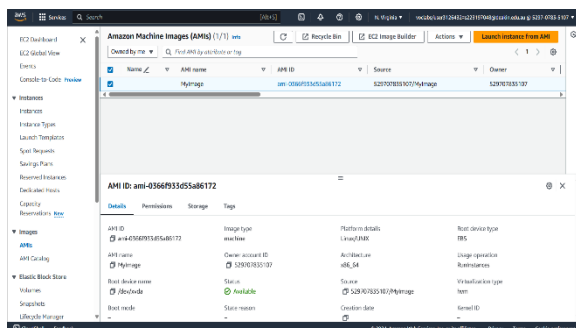 aws Services Search [Alt+S] N. Virginia
EC2 Dashboard
EC2 Global View
Events
Console-to-Code Preview
Instances
Instances
Instance Types
Launch Templates
Spot Requests
Savings Plans
Reserved Instances
Dedicated Hosts
Capacity
Reservations New
Images
AMIs
AMI Catalog
Elastic Block Store
Volumes
Snapshots
Lifecycle Manager
Amazon Machine Images (AMIs) (1/1) Info
Recycle Bin EC2 Image Builder Actions Launch instance from AMI
Owned by me Find AMI by attribute or tag 1
Name AMI name AMI ID Source Owner
MyImage ami-0366f933d55a86172 529707835107/MyImage 529707835107
AMI ID: ami-0366f933d55a86172
Details Permissions Storage Tags
AMI ID Image type Platform details Root device type
ami-0366f933d55a86172 machine Linux/UNIX EBS
AMI name Owner account ID Architecture Usage operation
MyImage 529707835107 x86_64 RunInstances
Root device name Status Source Virtualization type
/dev/xvda Available 529707835107/MyImage hvm
Boot mode State reason Creation date Kernel ID
– – –